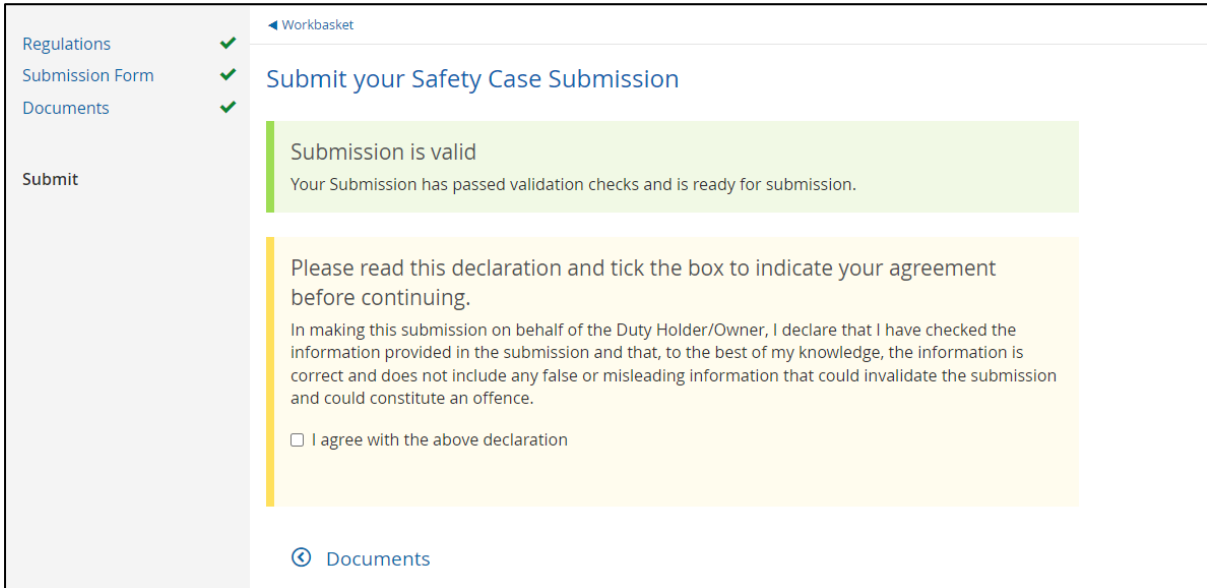 Workbasket
Regulations
Submission Form
Documents
Submit
Submit your Safety Case Submission
Submission is valid
Your Submission has passed validation checks and is ready for submission.
Please read this declaration and tick the box to indicate your agreement
before continuing.
In making this submission on behalf of the Duty Holder/Owner, I declare that I have checked the
information provided in the submission and that, to the best of my knowledge, the information is
correct and does not include any false or misleading information that could invalidate the submission
and could constitute an offence.
I agree with the above declaration
Documents